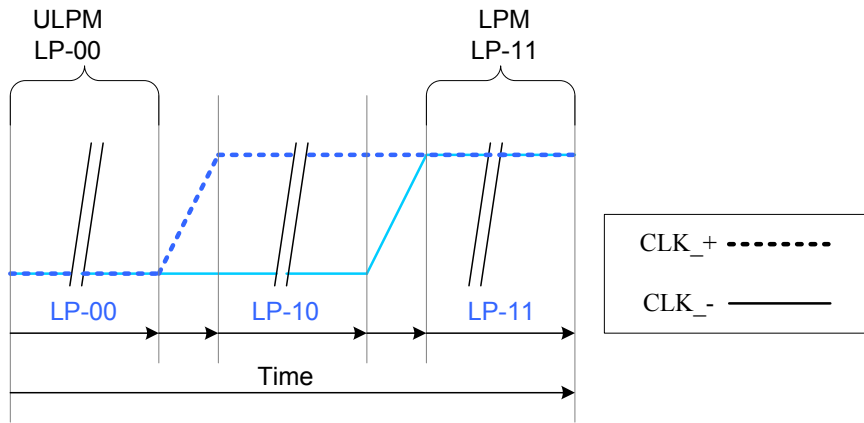 ULPM
LP-00
LPM
LP-11
CLK_+
CLK_-
LP-00
LP-10
LP-11
Time